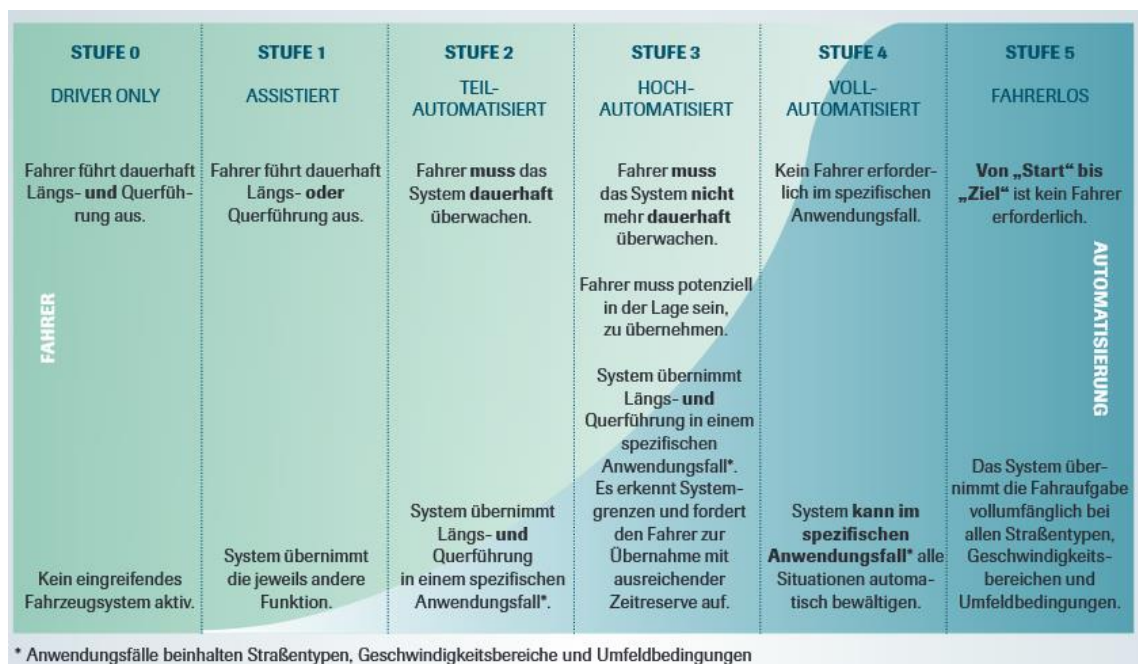 STUFE 0
DRIVER ONLY
Fahrer führt dauerhaft
Längs- und Querfüh-
rung aus.
Kein eingreifendes
Fahrzeugsystem aktiv.
STUFE 1
ASSISTIERT
Fahrer führt dauerhaft
Längs- oder
Querführung aus.
System übernimmt
die jeweils andere
Funktion.
STUFE 2
TEIL-
AUTOMATISIERT
Fahrer muss das
System dauerhaft
überwachen.
System übernimmt
Längs- und
Querführung
in einem spezifischen
Anwendungsfall*.
STUFE 3
HOCH-
AUTOMATISIERT
Fahrer muss
das System nicht
mehr dauerhaft
überwachen.
Fahrer muss potenziell
in der Lage sein,
zu übernehmen.
System übernimmt
Längs- und
Querführung in einem
spezifischen
Anwendungsfall*.
Es erkennt System-
grenzen und fordert
den Fahrer zur
Übernahme mit
ausreichender
Zeitreserve auf.
STUFE 4
VOLL-
AUTOMATISIERT
Kein Fahrer erforder-
lich im spezifischen
Anwendungsfall.
System kann im
spezifischen
Anwendungsfall* alle
Situationen automa-
tisch bewältigen.
STUFE 5
FAHRERLOS
Von „Start“ bis
„Ziel“ ist kein Fahrer
erforderlich.
Das System über-
nimmt die Fahraufgabe
vollumfänglich bei
allen Straßentypen,
Geschwindigkeits-
bereichen und
Umfeldbedingungen.
FAHRER
AUTOMATISIERUNG
* Anwendungsfälle beinhalten Straßentypen, Geschwindigkeitsbereiche und Umfeldbedingungen